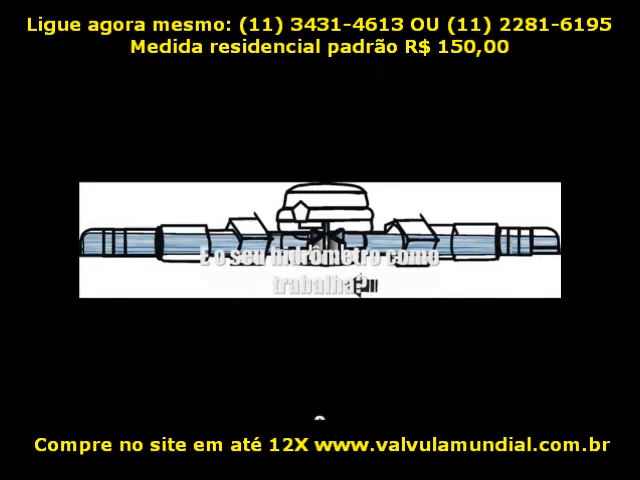 Ligue agora mesmo: (11) 3431-4613 OU (11) 2281-6195
Medida residencial padrão R$ 150,00
E o seu hidrômetro como
trabalha?
Compre no site em até 12X www.valvulamundial.com.br